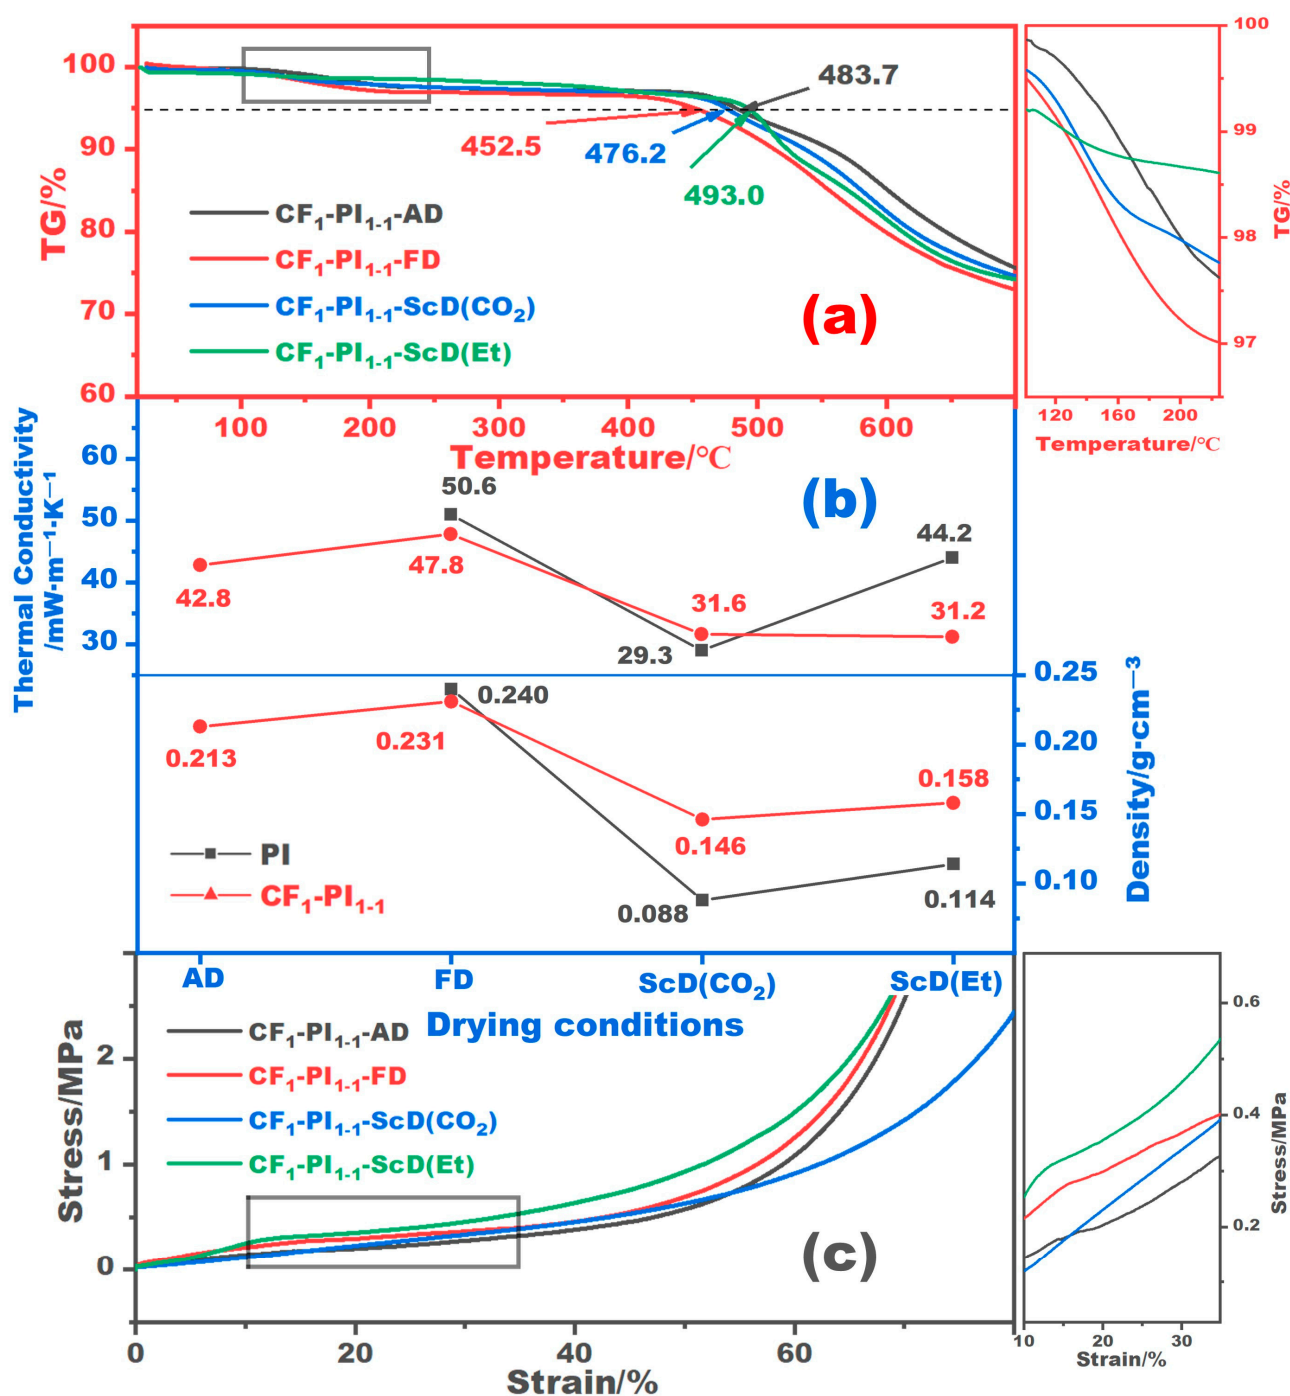 100
90
80
70
60
TG/%
483.7
452.5
476.2
493.0
CF₁-PI₁₋₁-AD
CF₁-PI₁₋₁-FD
CF₁-PI₁₋₁-ScD(CO₂)
CF₁-PI₁₋₁-ScD(Et)
(a)
100 200 300 400 500 600
Temperature/°C
100
99
98
97
TG/%
120 160 200
Temperature/°C
Thermal Conductivity
/mW·m⁻¹·K⁻¹
60
50
40
30
(b)
50.6
44.2
42.8
47.8
31.6
31.2
29.3
0.25
0.20
0.15
0.10
Density/g·cm⁻³
0.240
0.213
0.231
0.158
0.146
0.088
0.114
PI
CF₁-PI₁₋₁
AD FD ScD(CO₂) ScD(Et)
Drying conditions
Stress/MPa
2
1
0
CF₁-PI₁₋₁-AD
CF₁-PI₁₋₁-FD
CF₁-PI₁₋₁-ScD(CO₂)
CF₁-PI₁₋₁-ScD(Et)
(c)
0 20 40 60
Strain/%
0.6
0.4
0.2
Stress/MPa
10 20 30
Strain/%